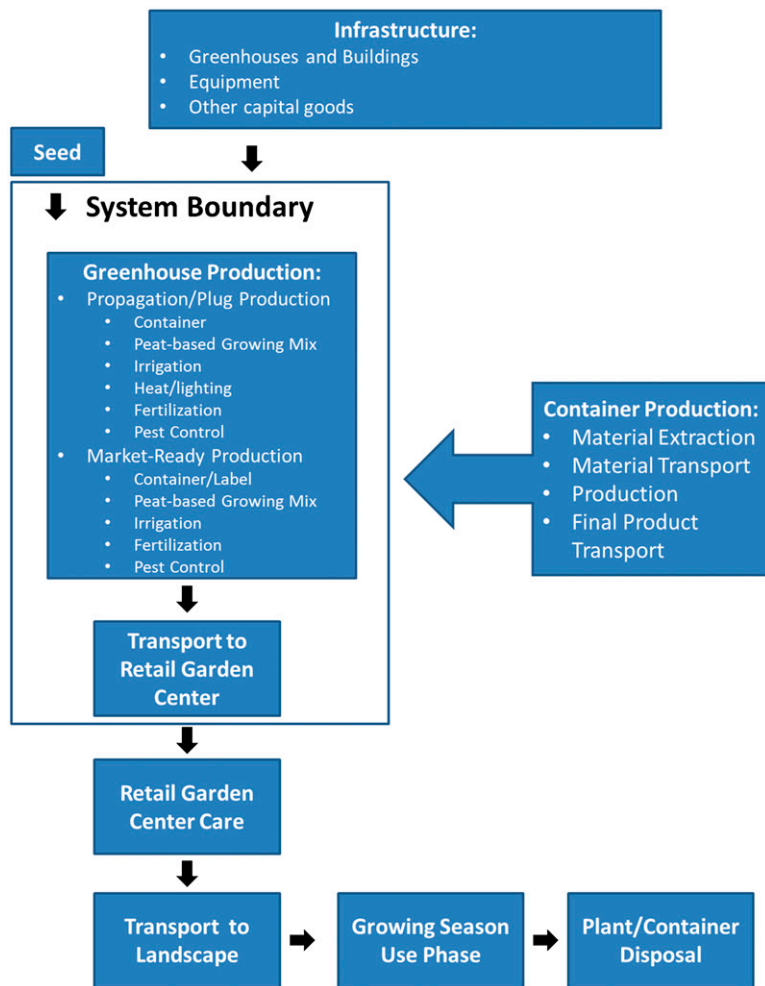 Infrastructure:
• Greenhouses and Buildings
• Equipment
• Other capital goods
Seed
System Boundary
Greenhouse Production:
• Propagation/Plug Production
• Container
• Peat-based Growing Mix
• Irrigation
• Heat/lighting
• Fertilization
• Pest Control
• Market-Ready Production
• Container/Label
• Peat-based Growing Mix
• Irrigation
• Fertilization
• Pest Control
Container Production:
• Material Extraction
• Material Transport
• Production
• Final Product
Transport
Transport to
Retail Garden
Center
Retail Garden
Center Care
Transport to
Landscape
Growing Season
Use Phase
Plant/Container
Disposal